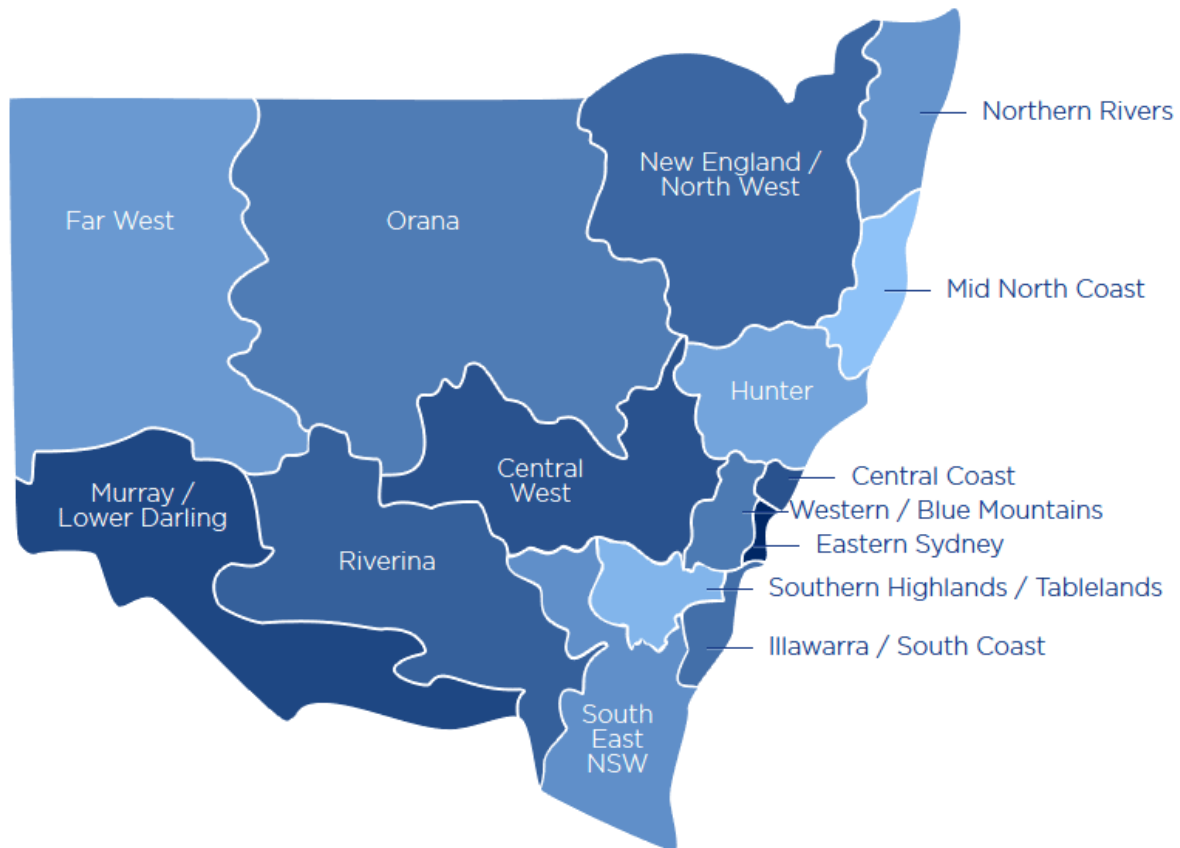 Northern Rivers
New England /
North West
Far West
Orana
Mid North Coast
Hunter
Central
West
Central Coast
Murray /
Lower Darling
Western / Blue Mountains
Eastern Sydney
Riverina
Southern Highlands / Tablelands
Illawarra / South Coast
South
East
NSW